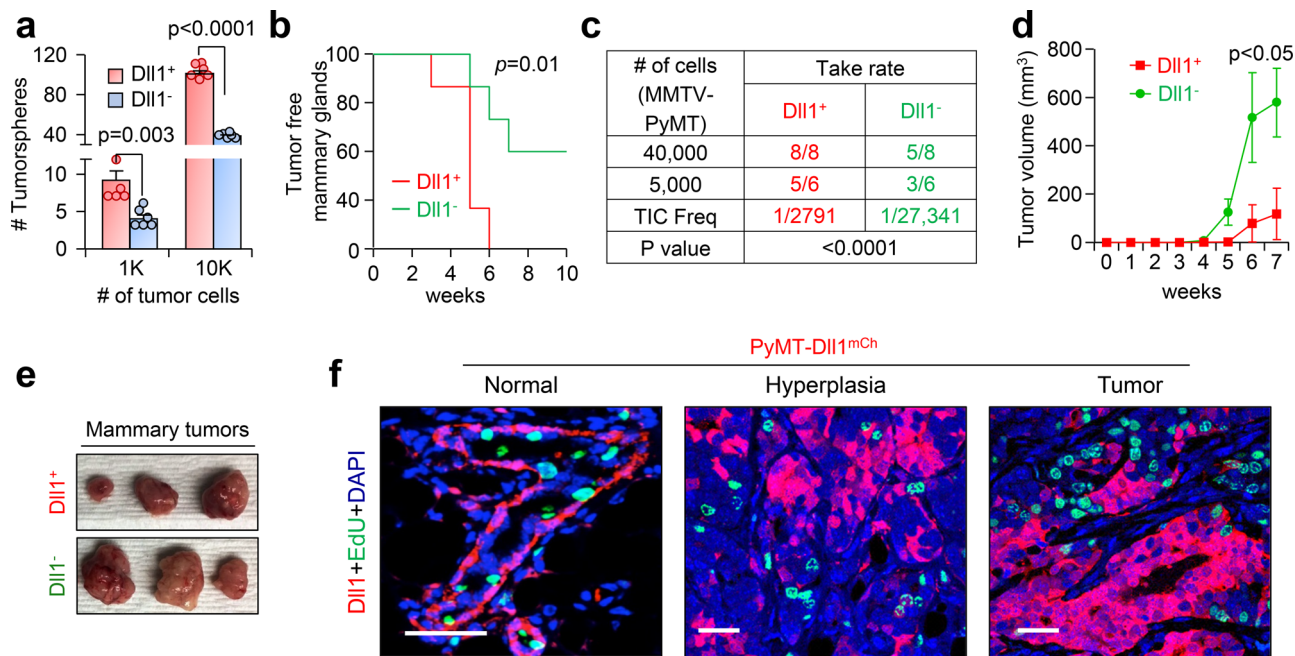 a
p<0.0001
120
80
40
10
5
0
Dll1⁺
Dll1⁻
p=0.003
# Tumorspheres
1K
10K
# of tumor cells
b
p=0.01
100
80
60
40
20
0
Tumor free
mammary glands
Dll1⁺
Dll1⁻
0 2 4 6 8 10
weeks
c
# of cells
(MMTV-
PyMT)
Take rate
Dll1⁺ Dll1⁻
40,000 8/8 5/8
5,000 5/6 3/6
TIC Freq 1/2791 1/27,341
P value <0.0001
d
Dll1⁺
Dll1⁻
p<0.05
Tumor volume (mm³)
800
600
400
200
0
0 1 2 3 4 5 6 7
weeks
e
Mammary tumors
Dll1⁺
Dll1⁻
f
PyMT-Dll1ᵐᶜʰ
Normal Hyperplasia Tumor
Dll1+EdU+DAPI